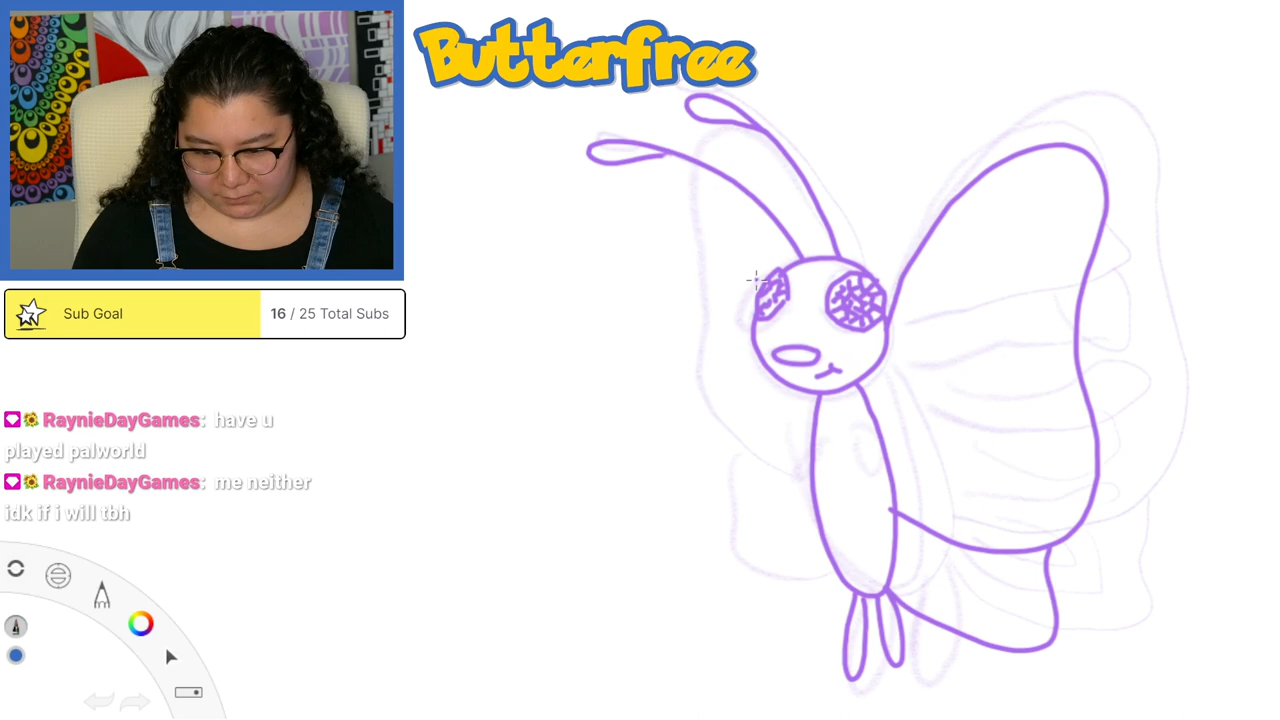 Butterfree
Sub Goal 16 / 25 Total Subs
RaynieDayGames: have u
played palworld
RaynieDayGames: me neither
idk if i will tbh